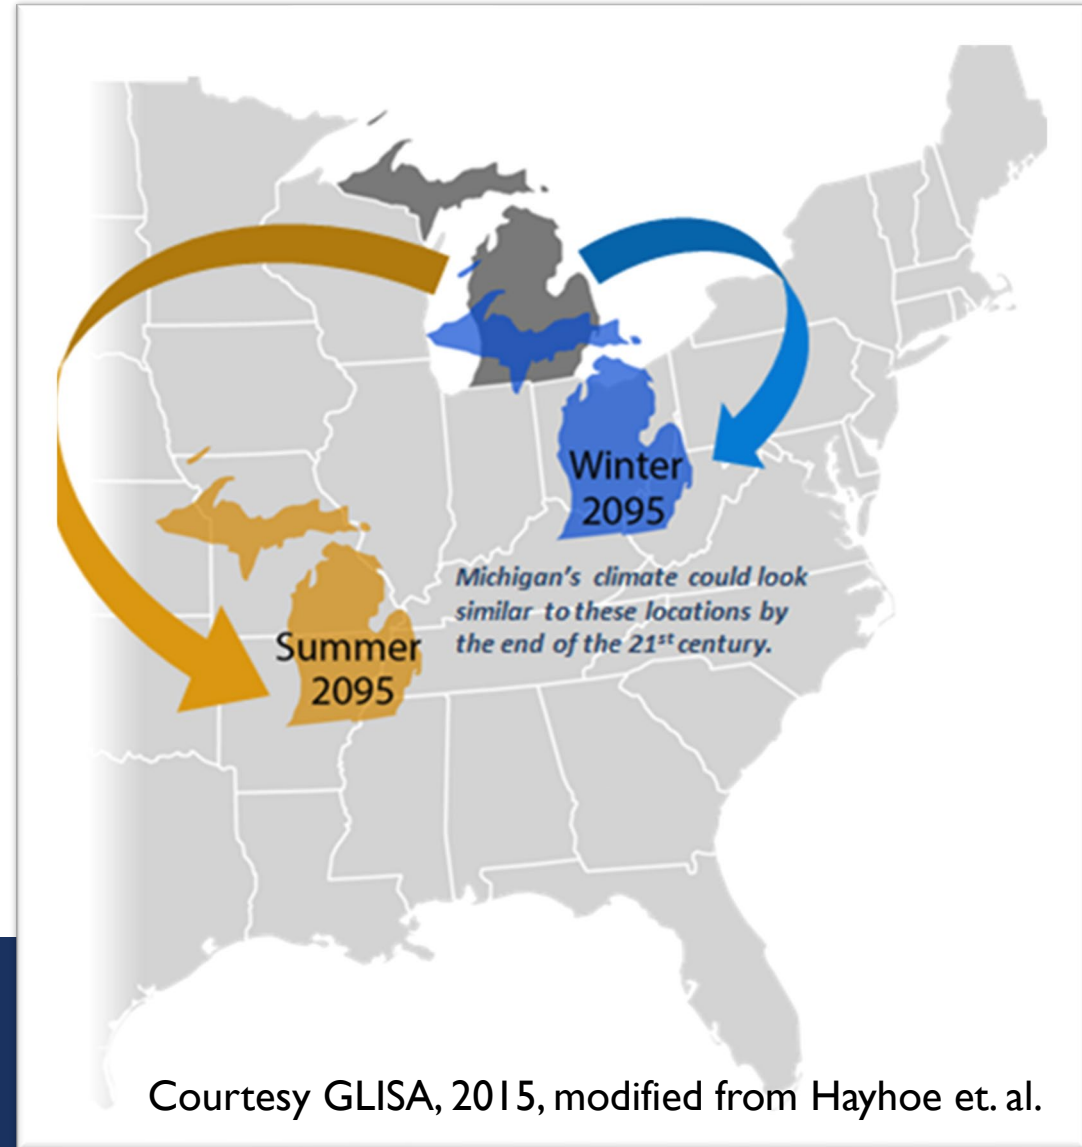 Winter
2095
Michigan's climate could look
similar to these locations by
the end of the 21st century.
Summer
2095
Courtesy GLISA, 2015, modified from Hayhoe et. al.